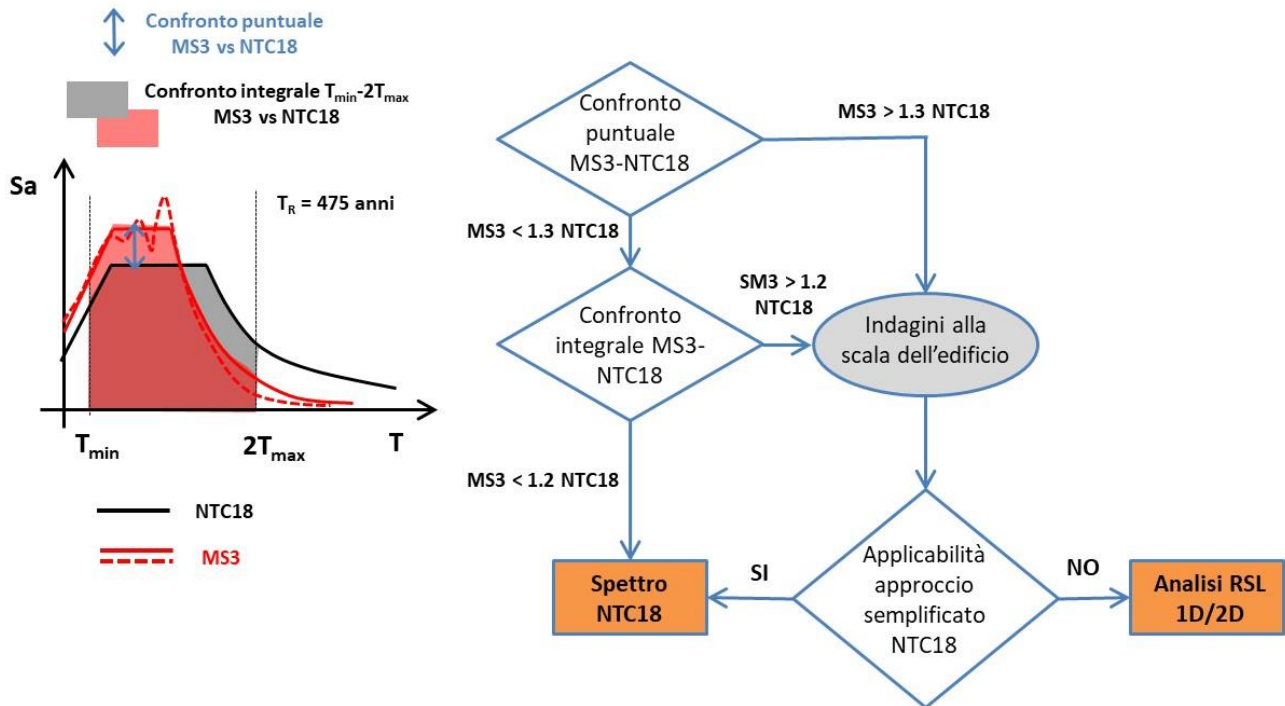 Confronto puntuale
MS3 vs NTC18
Confronto integrale Tmin-2Tmax
MS3 vs NTC18
Sa
TR = 475 anni
Tmin
2Tmax
T
NTC18
MS3
Confronto
puntuale
MS3-NTC18
MS3 > 1.3 NTC18
MS3 < 1.3 NTC18
Confronto
integrale MS3-
NTC18
SM3 > 1.2
NTC18
Indagini alla
scala dell'edificio
MS3 < 1.2 NTC18
Spettro
NTC18
SI
Applicabilità
approccio
semplificato
NTC18
NO
Analisi RSL
1D/2D